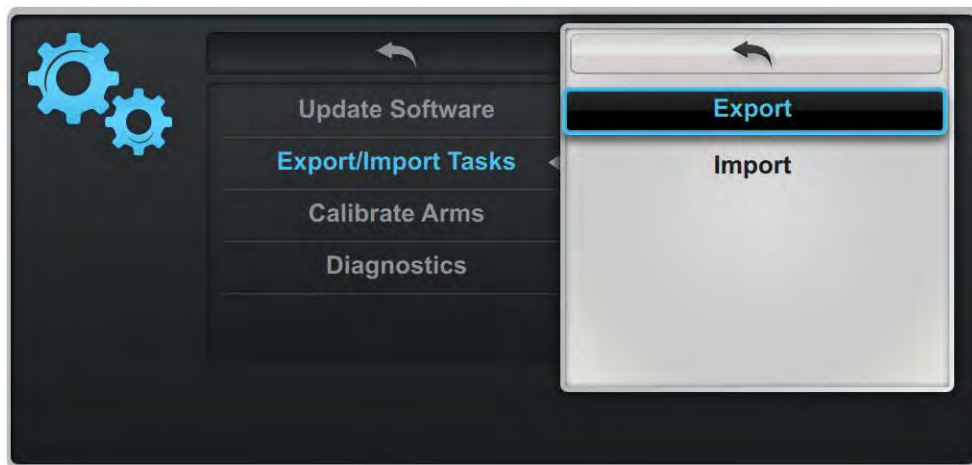 Update Software
Export/Import Tasks
Calibrate Arms
Diagnostics
Export
Import